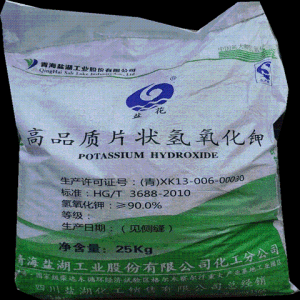 青海盐湖工业股份有限公司
QingHai Salt Lake Industry Co., Ltd
盐花
高品质片状氢氧化钾
POTASSIUM HYDROXIDE
生产许可证号：(青)XK13-006-00030
标准：HG/T 3688-2010
氢氧化钾：≥90.0%
等级：
生产日期：（见侧缝）
净含量：25Kg
青海盐湖工业股份有限公司化工分公司